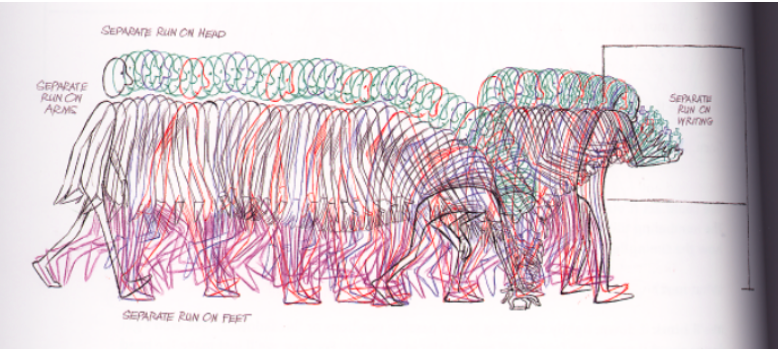 SEPARATE RUN ON HEAD
SEPARATE
RUN ON
ARMS
SEPARATE
RUN ON
WRITING
SEPARATE RUN ON FEET